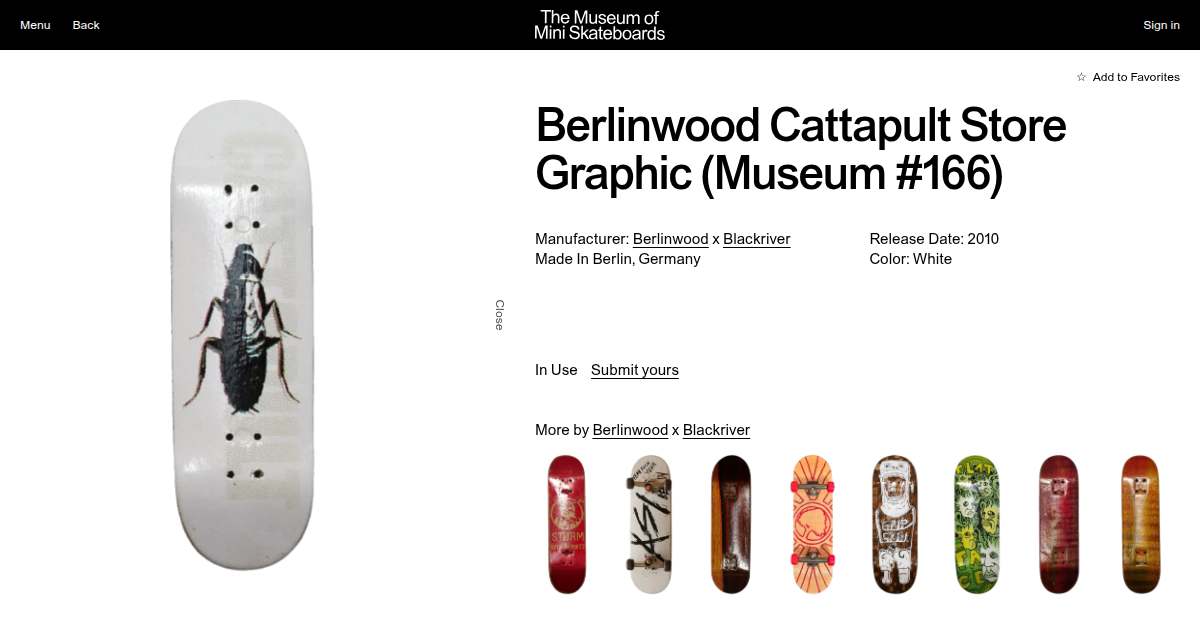 Menu
Back
The Museum of
Mini Skateboards
Sign in
☆ Add to Favorites
Berlinwood Cattapult Store
Graphic (Museum #166)
Manufacturer: Berlinwood x Blackriver
Made In Berlin, Germany
Release Date: 2010
Color: White
Close
In Use
Submit yours
More by Berlinwood x Blackriver
STURM